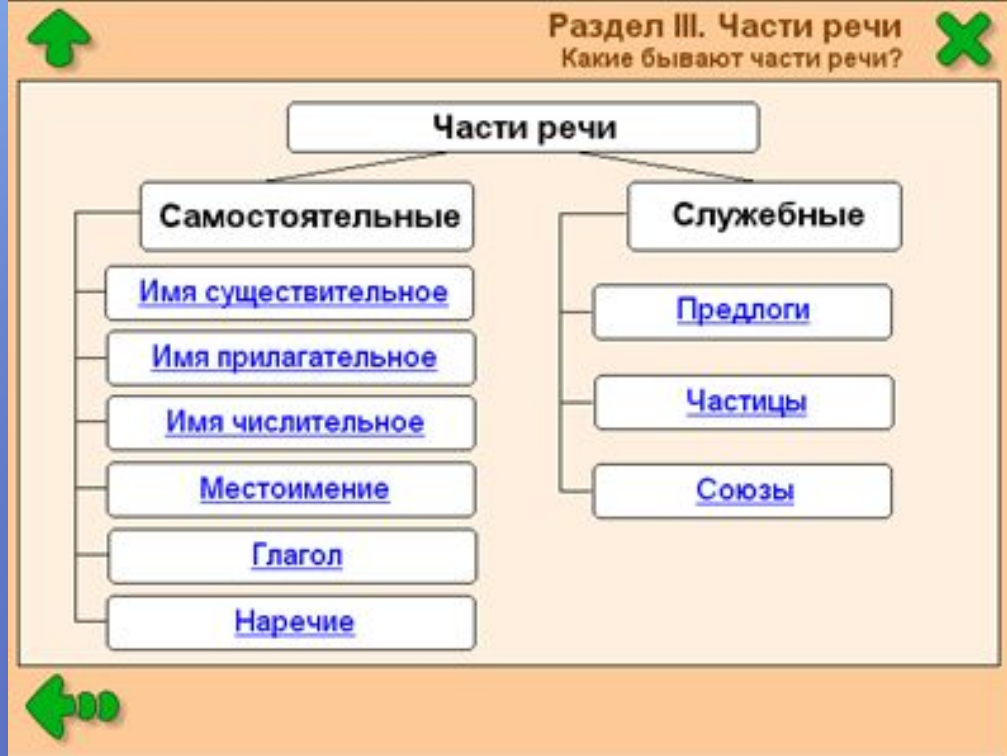 Раздел III. Части речи
Какие бывают части речи?
Части речи
Самостоятельные
Имя существительное
Имя прилагательное
Имя числительное
Местоимение
Глагол
Наречие
Служебные
Предлоги
Частицы
Союзы